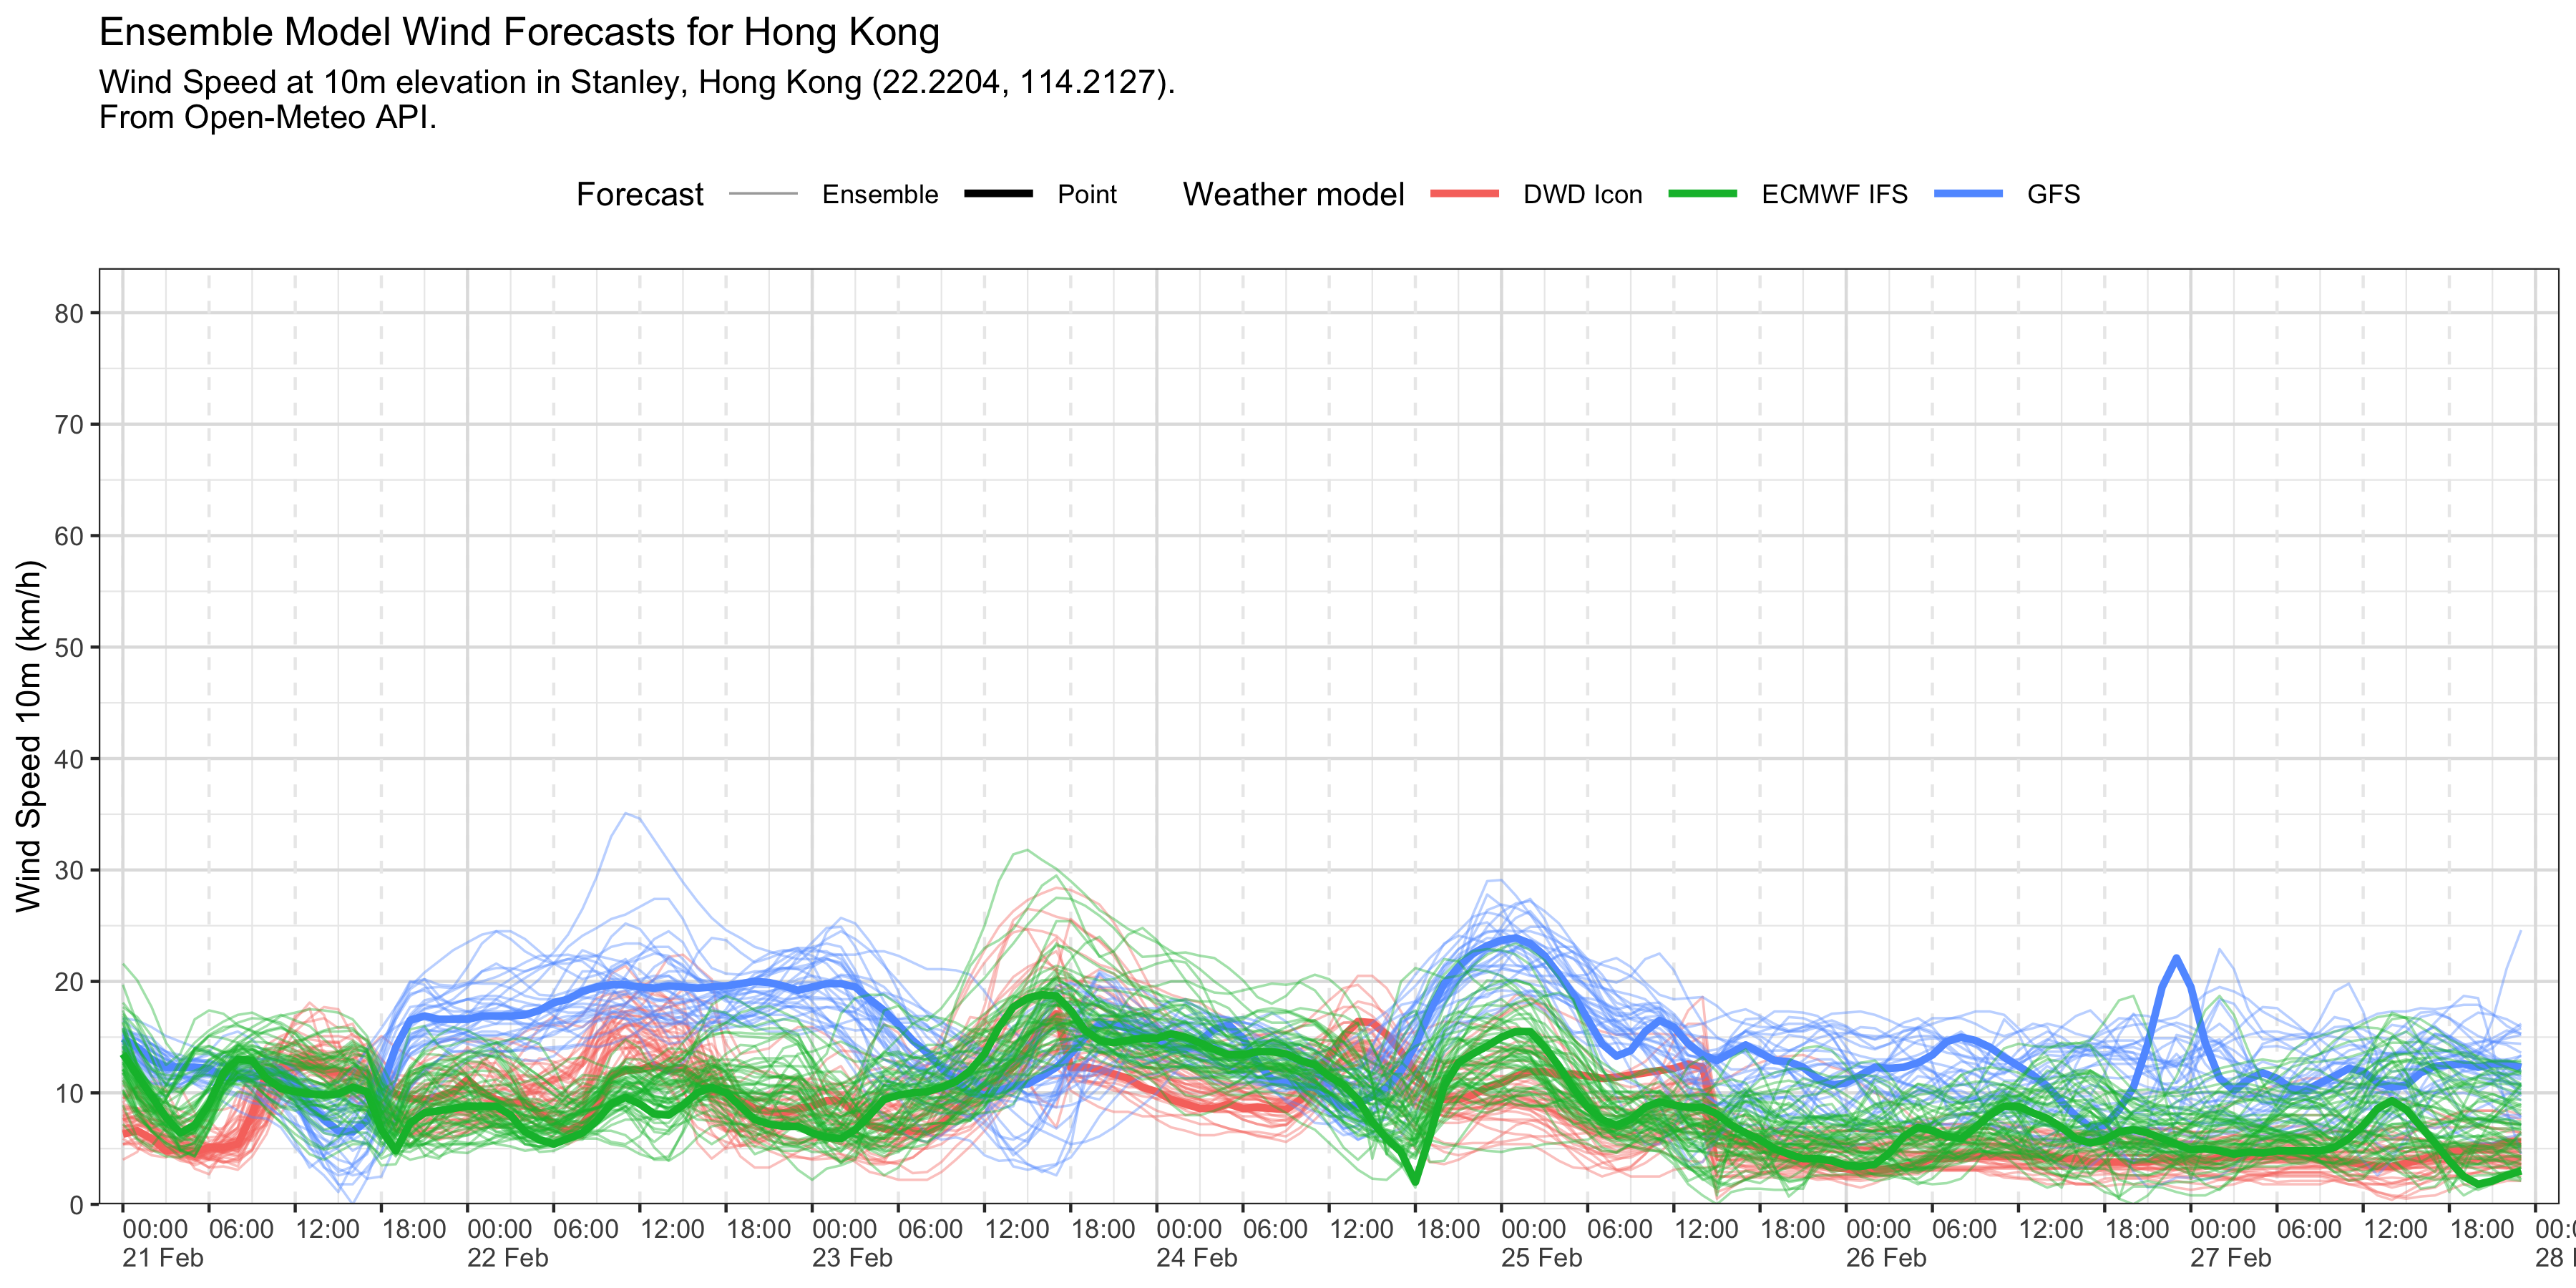 Ensemble Model Wind Forecasts for Hong Kong
Wind Speed at 10m elevation in Stanley, Hong Kong (22.2204, 114.2127).
From Open-Meteo API.
Forecast Ensemble Point Weather model DWD Icon ECMWF IFS GFS
Wind Speed 10m (km/h)
80
70
60
50
40
30
20
10
0
00:00 06:00 12:00 18:00 00:00 06:00 12:00 18:00 00:00 06:00 12:00 18:00 00:00 06:00 12:00 18:00 00:00 06:00 12:00 18:00 00:00 06:00 12:00 18:00 00:00 06:00 12:00 18:00
21 Feb 22 Feb 23 Feb 24 Feb 25 Feb 26 Feb 27 Feb 28